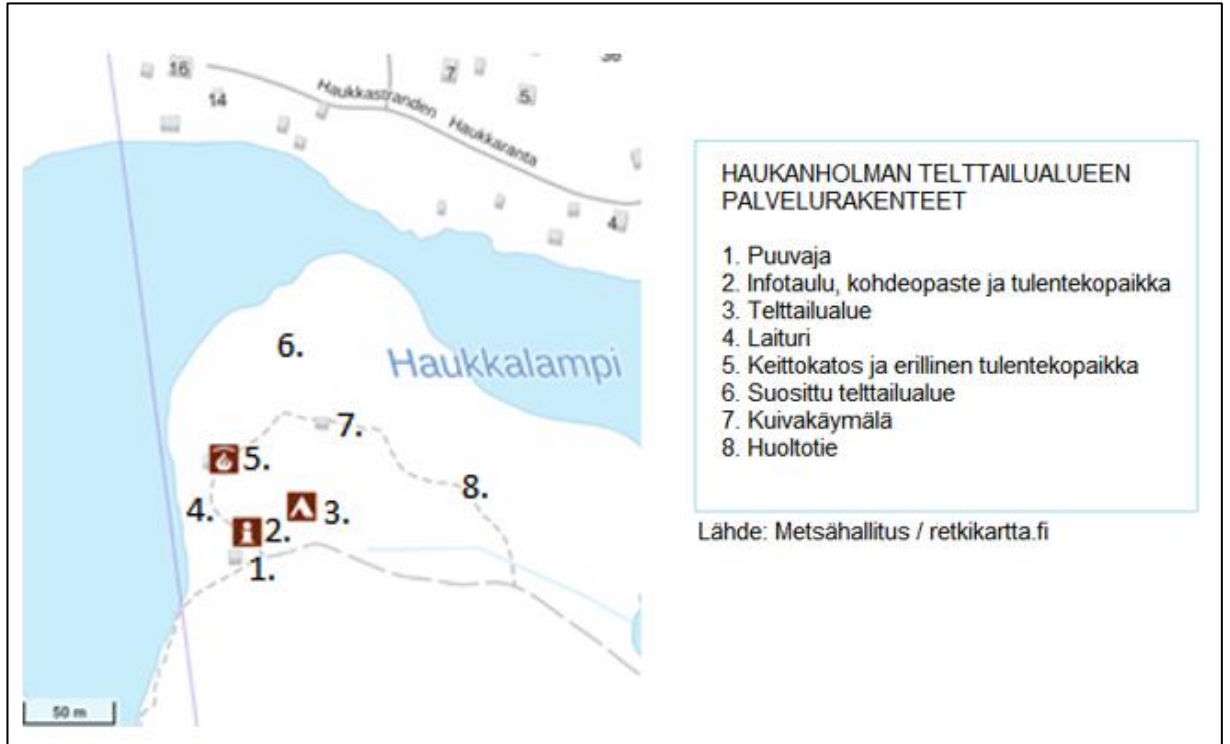 16
14
7
5
Haukkastranden Haukkaranta
4
6.
Haukkalampi
7.
5.
8.
4.
3.
2.
1.
50 m
HAUKANHOLMAN TELTTAILUALUEEN
PALVELURAKENTEET
1. Puuvaja
2. Infotaulu, kohdeopaste ja tulentekopaikka
3. Telttailualue
4. Laituri
5. Keittokatos ja erillinen tulentekopaikka
6. Suosittu telttailualue
7. Kuivakäymälä
8. Huoltotie
Lähde: Metsähallitus / retkikartta.fi